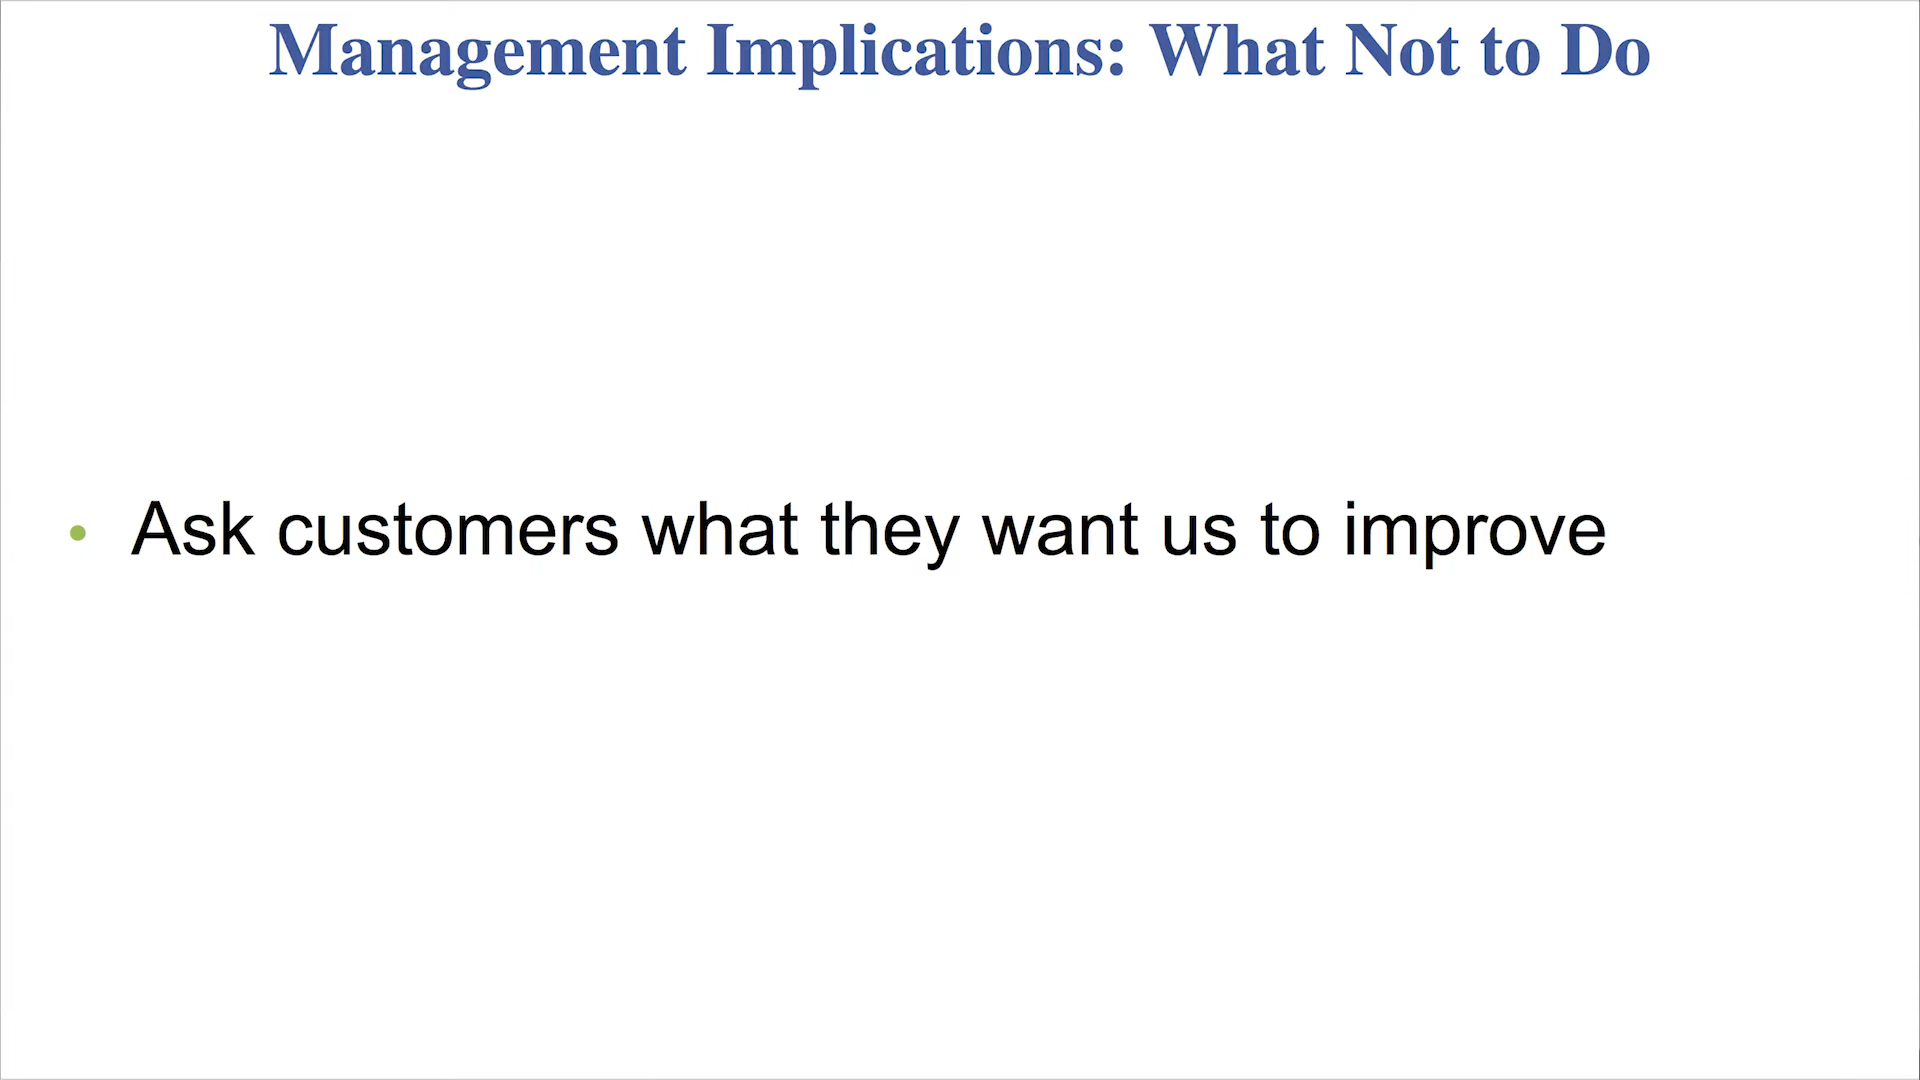 Management Implications: What Not to Do
• Ask customers what they want us to improve